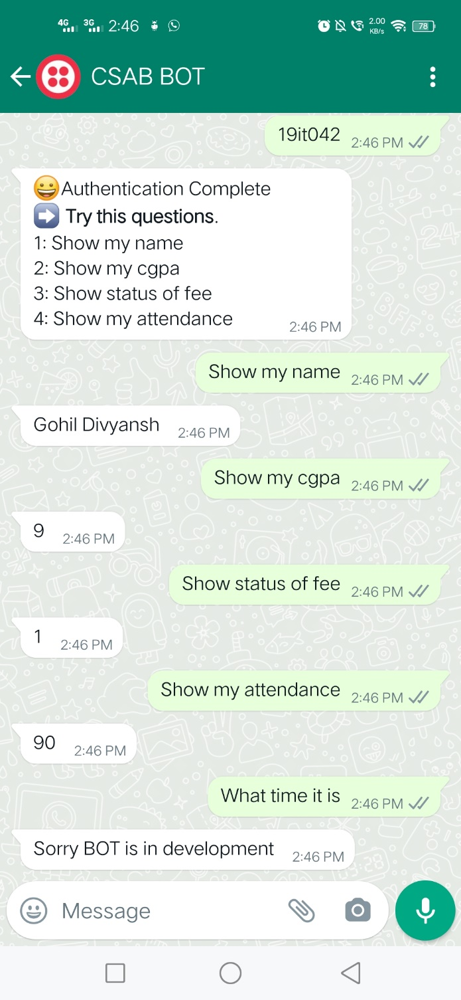 4G 3G 2:46 2.00 KB/s 78
CSAB BOT
19it042 2:46 PM
😀Authentication Complete
➡️ Try this questions.
1: Show my name
2: Show my cgpa
3: Show status of fee
4: Show my attendance 2:46 PM
Show my name 2:46 PM
Gohil Divyansh 2:46 PM
Show my cgpa 2:46 PM
9 2:46 PM
Show status of fee 2:46 PM
1 2:46 PM
Show my attendance 2:46 PM
90 2:46 PM
What time it is 2:46 PM
Sorry BOT is in development 2:46 PM
Message